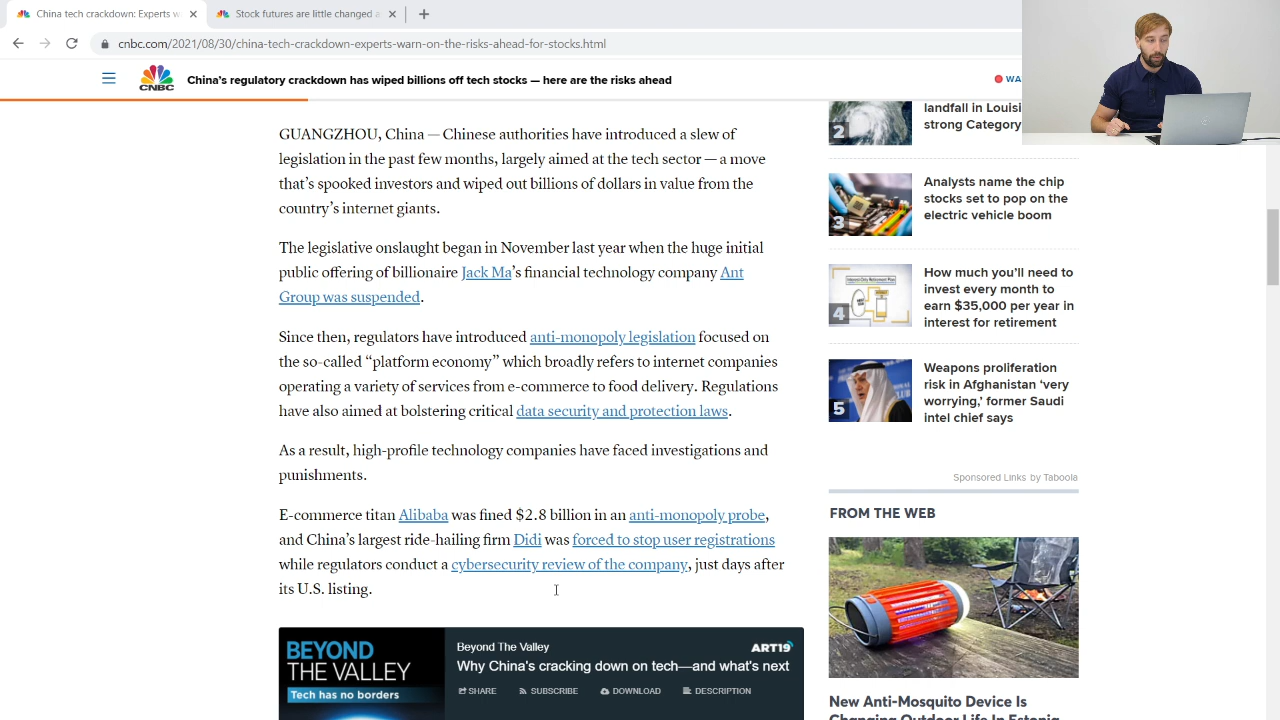 China tech crackdown: Experts w
Stock futures are little changed a
cnbc.com/2021/08/30/china-tech-crackdown-experts-warn-on-the-risks-ahead-for-stocks.html
CNBC
China's regulatory crackdown has wiped billions off tech stocks — here are the risks ahead
WA
GUANGZHOU, China — Chinese authorities have introduced a slew of
legislation in the past few months, largely aimed at the tech sector — a move
that's spooked investors and wiped out billions of dollars in value from the
country's internet giants.
The legislative onslaught began in November last year when the huge initial
public offering of billionaire Jack Ma's financial technology company Ant
Group was suspended.
Since then, regulators have introduced anti-monopoly legislation focused on
the so-called “platform economy” which broadly refers to internet companies
operating a variety of services from e-commerce to food delivery. Regulations
have also aimed at bolstering critical data security and protection laws.
As a result, high-profile technology companies have faced investigations and
punishments.
E-commerce titan Alibaba was fined $2.8 billion in an anti-monopoly probe,
and China's largest ride-hailing firm Didi was forced to stop user registrations
while regulators conduct a cybersecurity review of the company, just days after
its U.S. listing.
BEYOND
THE VALLEY
Tech has no borders
Beyond The Valley
ART19
Why China's cracking down on tech—and what's next
SHARE
SUBSCRIBE
DOWNLOAD
DESCRIPTION
2
landfall in Louisi
strong Category
3
Analysts name the chip
stocks set to pop on the
electric vehicle boom
4
How much you'll need to
invest every month to
earn $35,000 per year in
interest for retirement
5
Weapons proliferation
risk in Afghanistan ‘very
worrying,’ former Saudi
intel chief says
Sponsored Links by Taboola
FROM THE WEB
New Anti-Mosquito Device Is
Changing Outdoor Life In Estonia